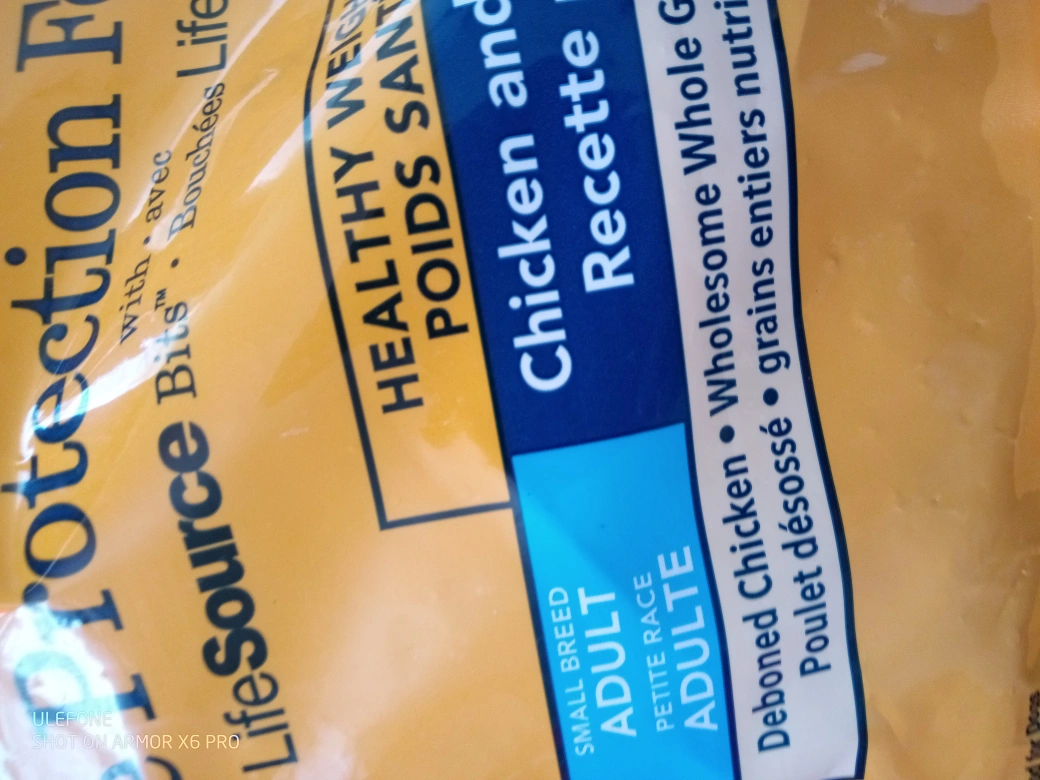 Protection
with • avec
LifeSource Bits™ • Bouchées Life
HEALTHY WEIGH
POIDS SANT
Chicken and
Recette
SMALL BREED
ADULT
PETITE RACE
ADULTE
Deboned Chicken • Wholesome Whole G
Poulet désossé • grains entiers nutri
ULEFONE
SHOT ON ARMOR X6 PRO